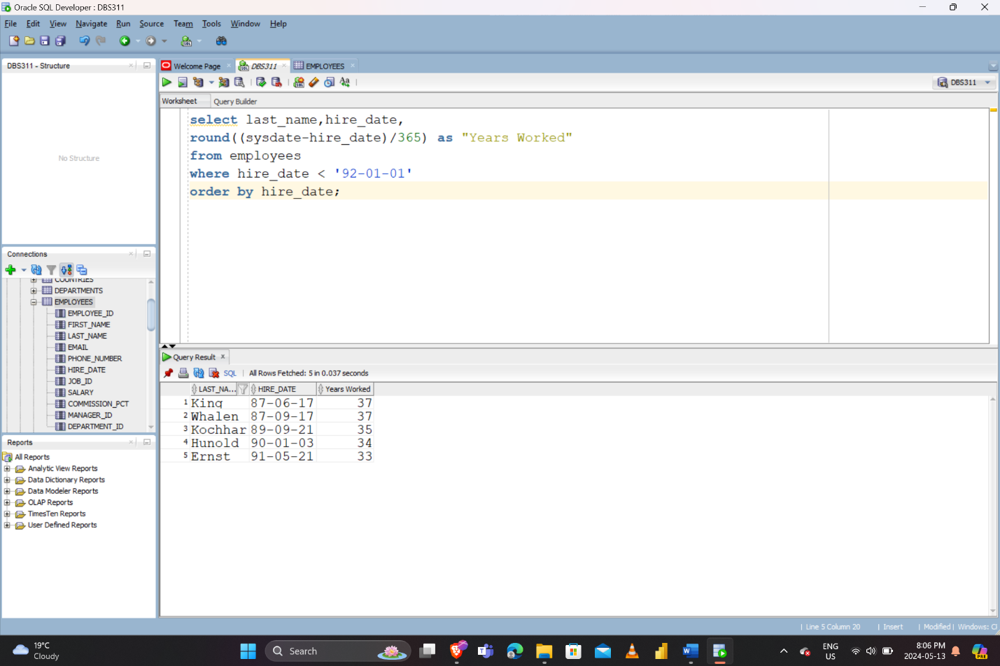 Oracle SQL Developer : DBS311
File Edit View Navigate Run Source Team Tools Window Help
DBS311 - Structure
No Structure
Connections
COUNTRIES
DEPARTMENTS
EMPLOYEES
EMPLOYEE_ID
FIRST_NAME
LAST_NAME
EMAIL
PHONE_NUMBER
HIRE_DATE
JOB_ID
SALARY
COMMISSION_PCT
MANAGER_ID
DEPARTMENT_ID
Reports
All Reports
Analytic View Reports
Data Dictionary Reports
Data Modeler Reports
OLAP Reports
TimesTen Reports
User Defined Reports
Welcome Page DBS311 EMPLOYEES
DBS311
Worksheet Query Builder
select last_name,hire_date,
round((sysdate-hire_date)/365) as "Years Worked"
from employees
where hire_date < '92-01-01'
order by hire_date;
Query Result
SQL | All Rows Fetched: 5 in 0.037 seconds
LAST_NA... HIRE_DATE Years Worked
1 King 87-06-17 37
2 Whalen 87-09-17 37
3 Kochhar 89-09-21 35
4 Hunold 90-01-03 34
5 Ernst 91-05-21 33
| Line 5 Column 20 | Insert | Modified | Windows: C
19°C
Cloudy
Search
ENG
US
8:06 PM
2024-05-13
PRE